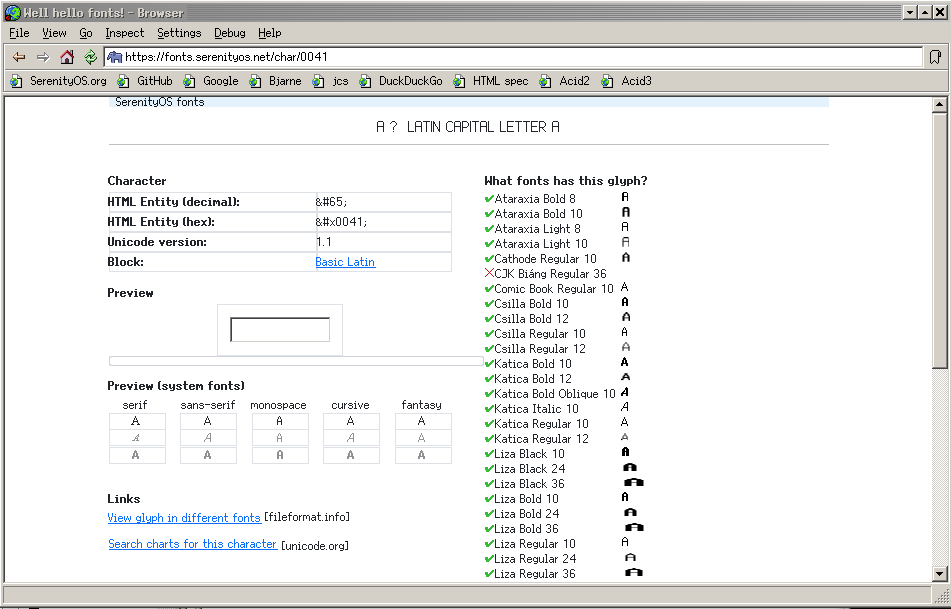 Well hello fonts! - Browser
File View Go Inspect Settings Debug Help
https://fonts.serenityos.net/char/0041
SerenityOS.org GitHub Google Bjarne jcs DuckDuckGo HTML spec Acid2 Acid3
SerenityOS fonts
A ? LATIN CAPITAL LETTER A
Character
HTML Entity (decimal): &#65;
HTML Entity (hex): &#x0041;
Unicode version: 1.1
Block: Basic Latin
Preview
Preview (system fonts)
serif sans-serif monospace cursive fantasy
A A A A A
A A A A A
A A A A A
Links
View glyph in different fonts [fileformat.info]
Search charts for this character [unicode.org]
What fonts has this glyph?
✔Ataraxia Bold 8 A
✔Ataraxia Bold 10 A
✔Ataraxia Light 8 A
✔Ataraxia Light 10 A
✔Cathode Regular 10 A
✕CJK Biáng Regular 36
✔Comic Book Regular 10 A
✔Csilla Bold 10 A
✔Csilla Bold 12 A
✔Csilla Regular 10 A
✔Csilla Regular 12 A
✔Katica Bold 10 A
✔Katica Bold 12 A
✔Katica Bold Oblique 10 A
✔Katica Italic 10 A
✔Katica Regular 10 A
✔Katica Regular 12 A
✔Liza Black 10 A
✔Liza Black 24 A
✔Liza Black 36 A
✔Liza Bold 10 A
✔Liza Bold 24 A
✔Liza Bold 36 A
✔Liza Regular 10 A
✔Liza Regular 24 A
✔Liza Regular 36 A